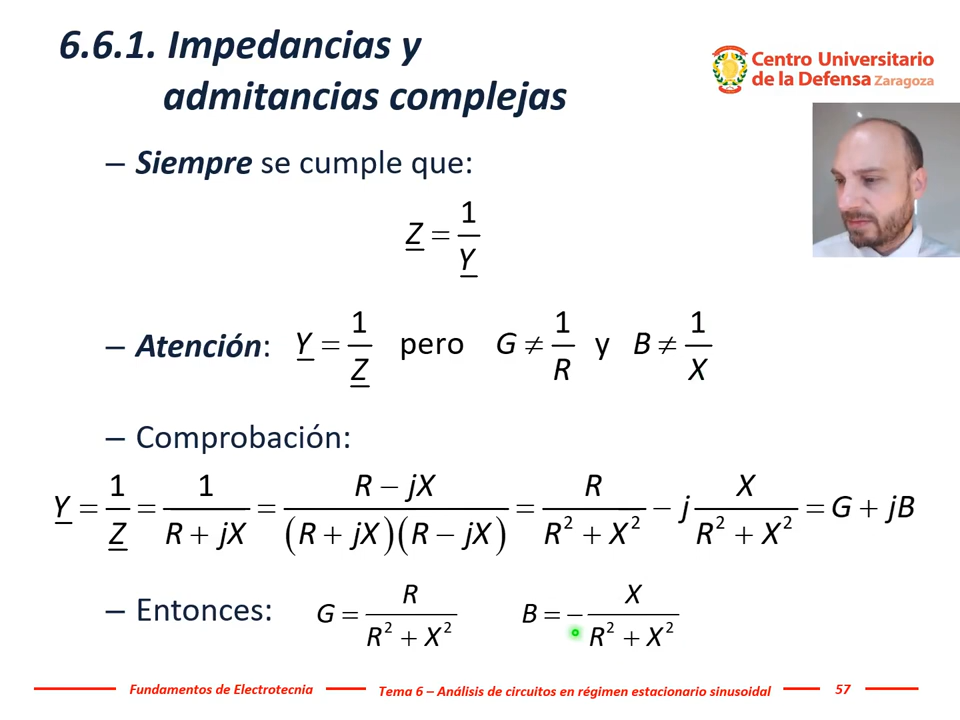 6.6.1. Impedancias y
admitancias complejas
Centro Universitario
de la Defensa Zaragoza
– Siempre se cumple que:
Z = 1/Y
– Atención: Y = 1/Z pero G ≠ 1/R y B ≠ 1/X
– Comprobación:
Y = 1/Z = 1/(R + jX) = (R − jX)/((R + jX)(R − jX)) = R/(R² + X²) − j X/(R² + X²) = G + jB
– Entonces: G = R/(R² + X²) B = − X/(R² + X²)
Fundamentos de Electrotecnia Tema 6 – Análisis de circuitos en régimen estacionario sinusoidal 57